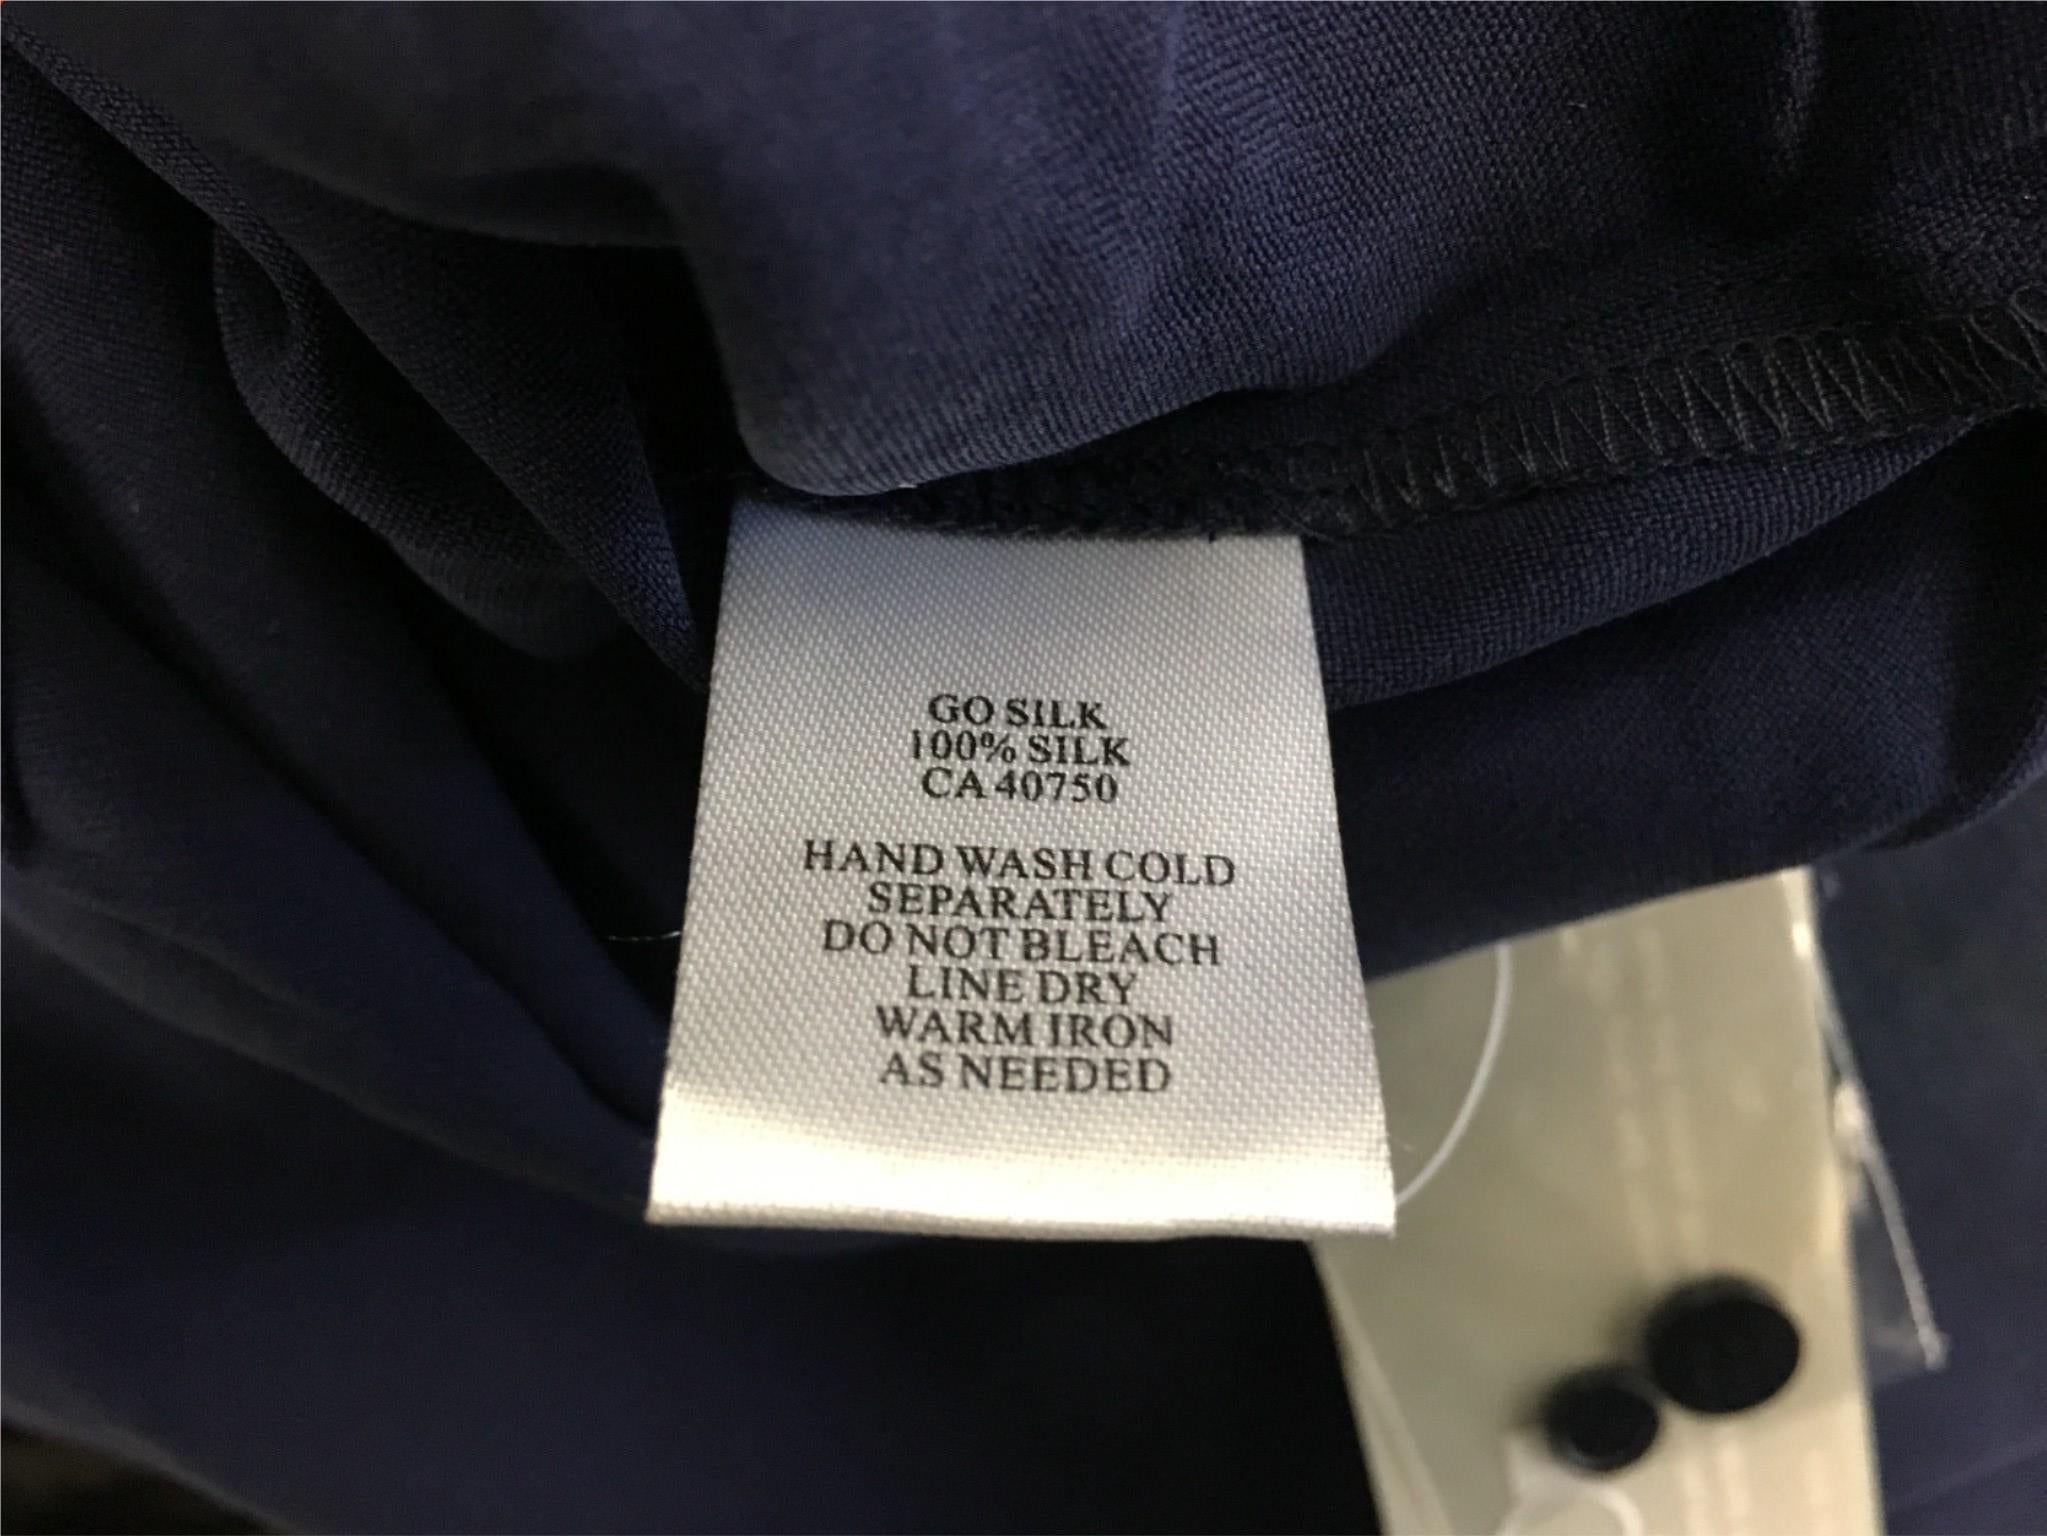 GO SILK
100% SILK
CA 40750
HAND WASH COLD
SEPARATELY
DO NOT BLEACH
LINE DRY
WARM IRON
AS NEEDED